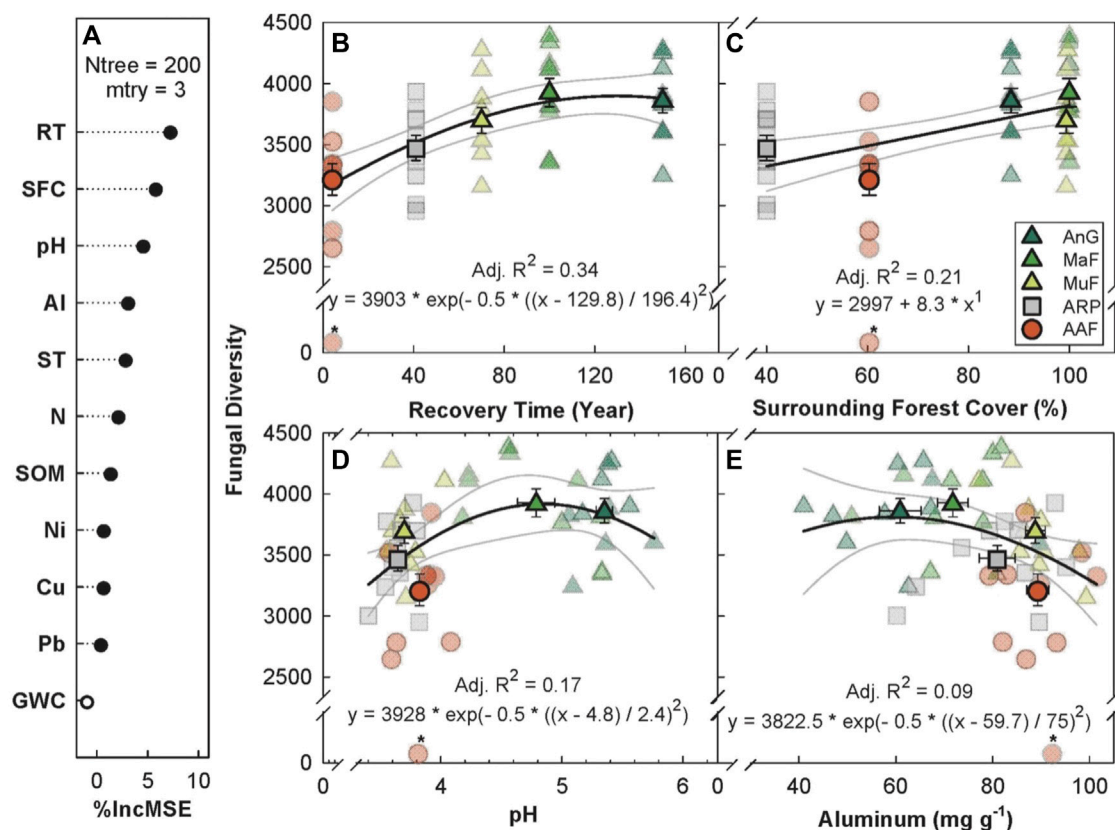 A
Ntree = 200
mtry = 3
RT
SFC
pH
Al
ST
N
SOM
Ni
Cu
Pb
GWC
0 5 10
%IncMSE
Fungal Diversity
B
4500
4000
3500
3000
2500
0
Adj. R² = 0.34
y = 3903 * exp(- 0.5 * ((x - 129.8) / 196.4)²)
*
0 40 80 120 160
Recovery Time (Year)
C
AnG
MaF
MuF
ARP
AAF
Adj. R² = 0.21
y = 2997 + 8.3 * x¹
*
0 40 60 80 100
Surrounding Forest Cover (%)
D
4500
4000
3500
3000
2500
0
Adj. R² = 0.17
y = 3928 * exp(- 0.5 * ((x - 4.8) / 2.4)²)
*
0 4 5 6
pH
E
Adj. R² = 0.09
y = 3822.5 * exp(- 0.5 * ((x - 59.7) / 75)²)
*
0 40 60 80 100
Aluminum (mg g⁻¹)